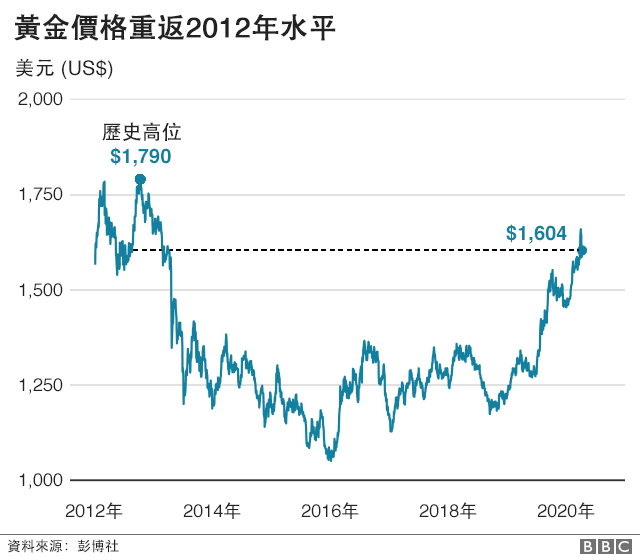 黃金價格重返2012年水平
美元 (US$)
2,000
歷史高位
$1,790
1,750
$1,604
1,500
1,250
1,000
2012年
2014年
2016年
2018年
2020年
資料來源：彭博社
BBC